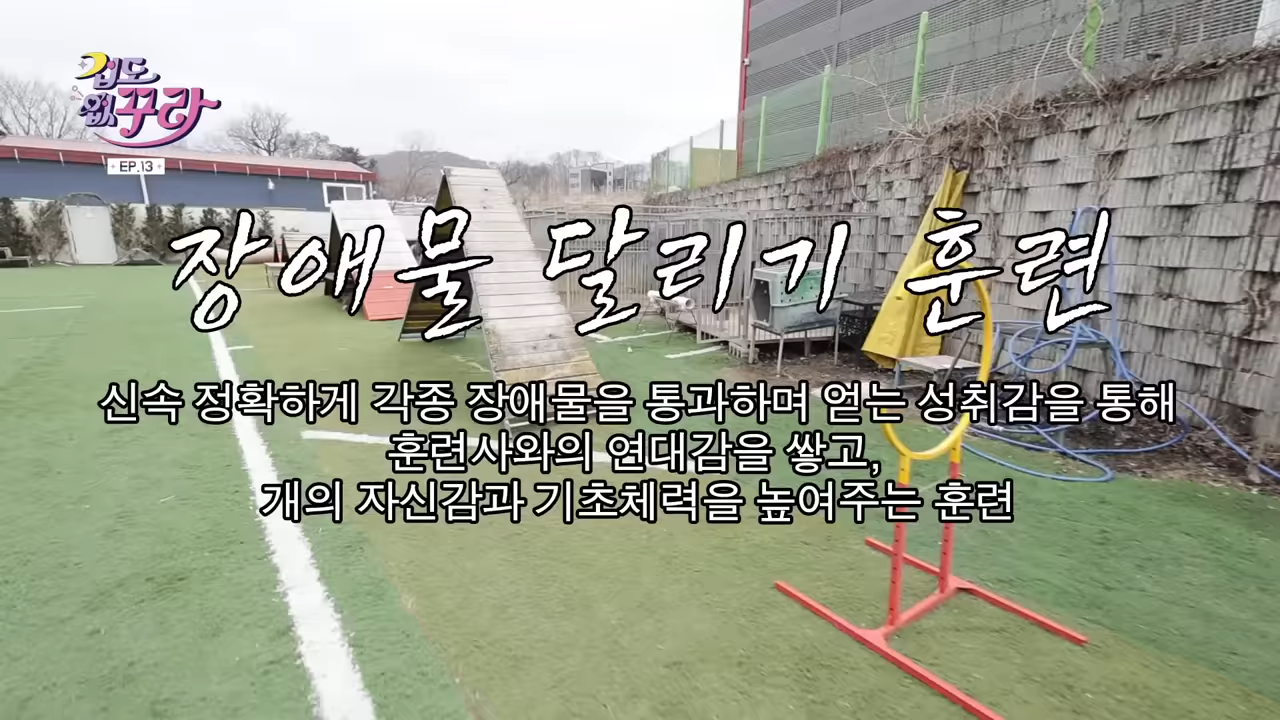 겁도
없꾸라
EP.13
장애물 달리기 훈련
신속 정확하게 각종 장애물을 통과하며 얻는 성취감을 통해
훈련사와의 연대감을 쌓고,
개의 자신감과 기초체력을 높여주는 훈련